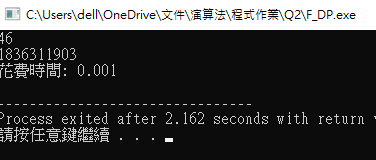 C:\Users\dell\OneDrive\文件\演算法\程式作業\Q2\F_DP.exe
46
1836311903
花費時間: 0.001
--------------------------------
Process exited after 2.162 seconds with return
請按任意鍵繼續 . . .